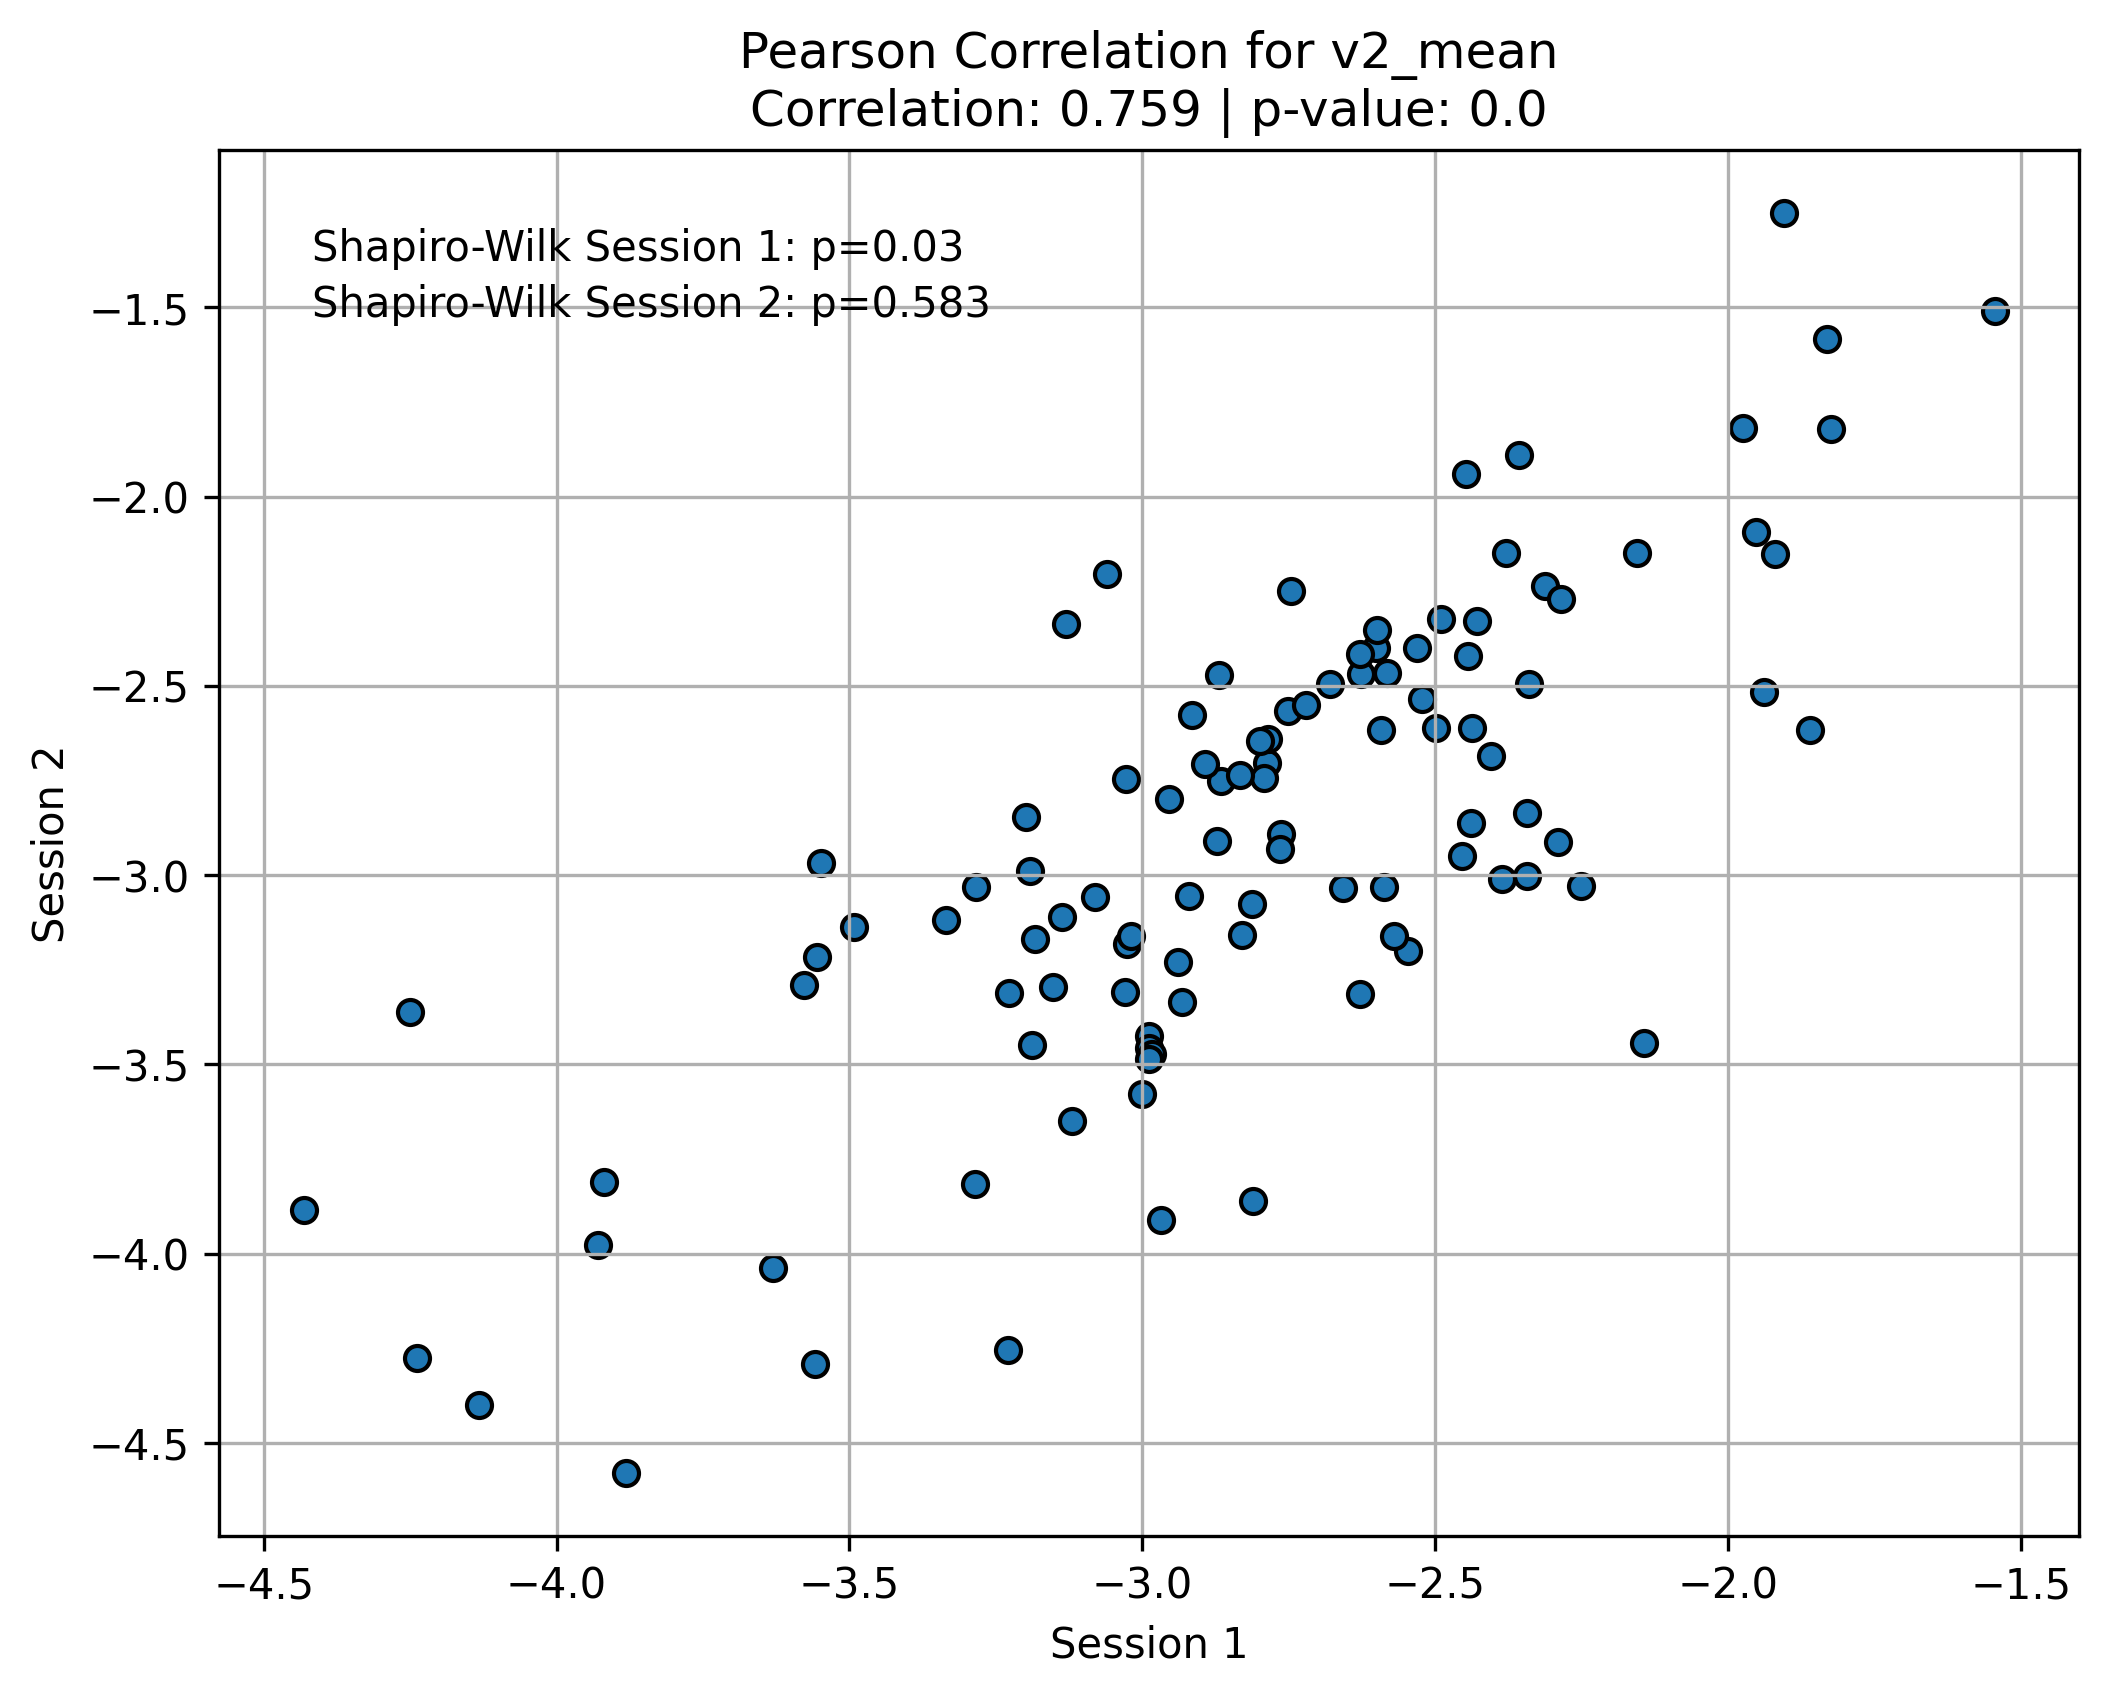 Pearson Correlation for v2_mean
Correlation: 0.759 | p-value: 0.0
Shapiro-Wilk Session 1: p=0.03
Shapiro-Wilk Session 2: p=0.583
−1.5
−2.0
−2.5
−3.0
−3.5
−4.0
−4.5
Session 2
−4.5 −4.0 −3.5 −3.0 −2.5 −2.0 −1.5
Session 1